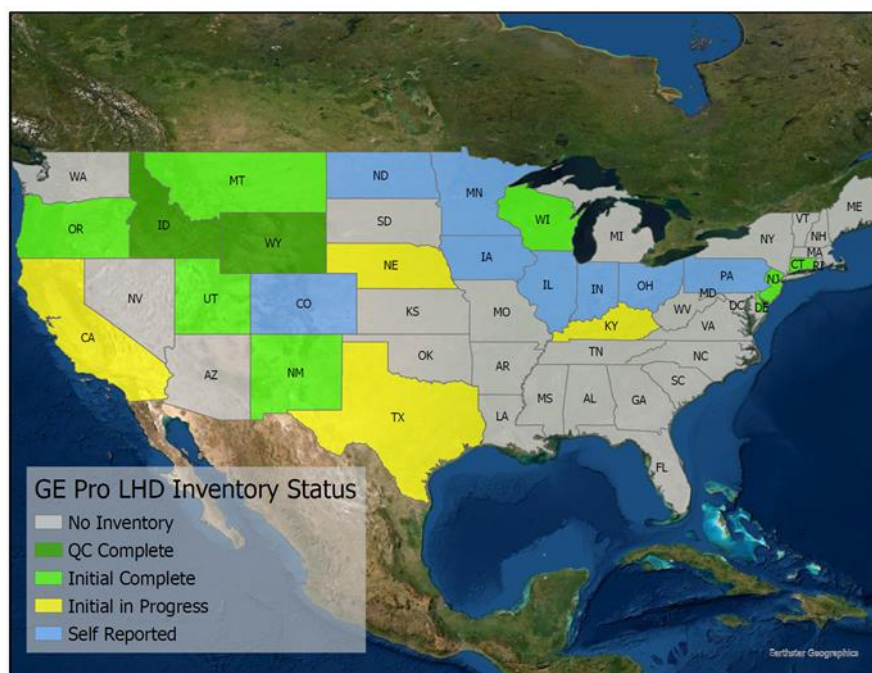 WA
MT
ND
MN
ME
OR
ID
SD
WI
MI
VT
NH
NY
MA
CT
RI
WY
IA
NE
PA
NJ
NV
UT
CO
IL
IN
OH
MD
DE
DC
WV
CA
KS
MO
KY
VA
AZ
NM
OK
AR
TN
NC
SC
TX
LA
MS
AL
GA
FL
GE Pro LHD Inventory Status
No Inventory
QC Complete
Initial Complete
Initial in Progress
Self Reported
Earthstar Geographics